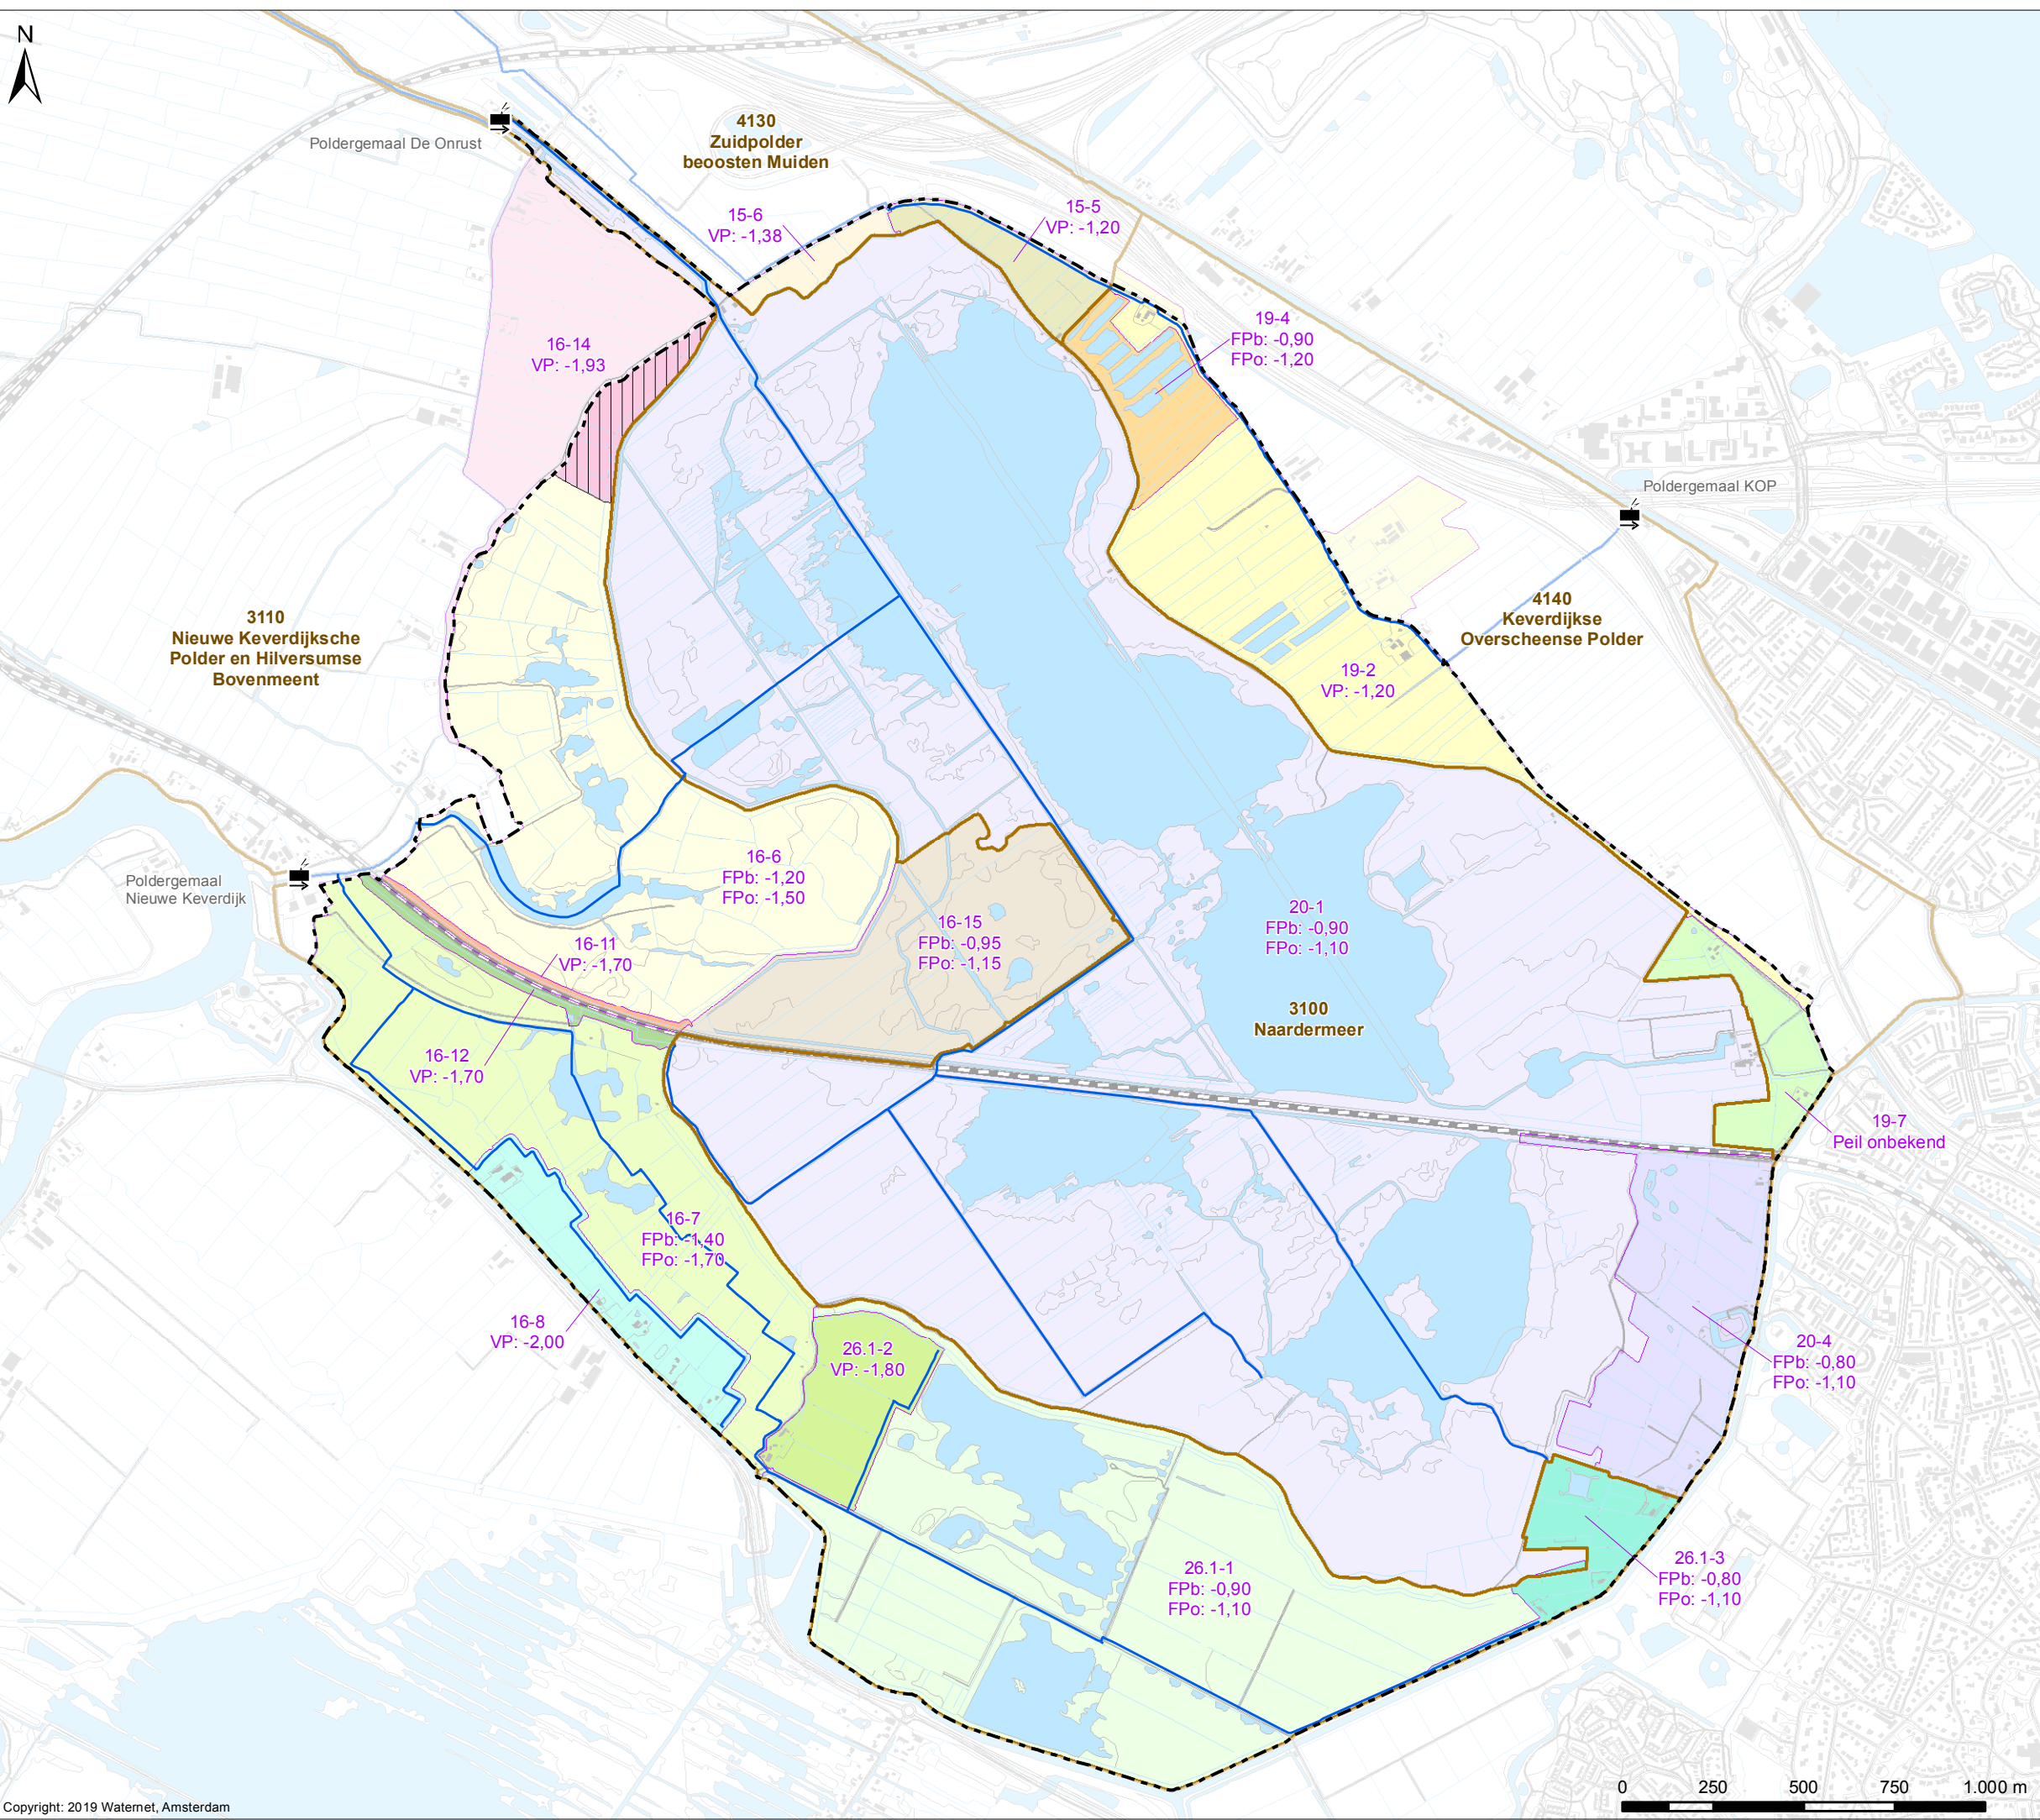 N
4130
Zuidpolder
beoosten Muiden
Poldergemaal De Onrust
15-6
VP: -1,38
15-5
VP: -1,20
19-4
FPb: -0,90
FPo: -1,20
16-14
VP: -1,93
Poldergemaal KOP
3110
Nieuwe Keverdijksche
Polder en Hilversumse
Bovenmeent
4140
Keverdijkse
Overscheense Polder
19-2
VP: -1,20
Poldergemaal
Nieuwe Keverdijk
16-6
FPb: -1,20
FPo: -1,50
16-15
FPb: -0,95
FPo: -1,15
20-1
FPb: -0,90
FPo: -1,10
16-11
VP: -1,70
3100
Naardermeer
16-12
VP: -1,70
19-7
Peil onbekend
16-7
FPb: -1,40
FPo: -1,70
16-8
VP: -2,00
26.1-2
VP: -1,80
20-4
FPb: -0,80
FPo: -1,10
26.1-1
FPb: -0,90
FPo: -1,10
26.1-3
FPb: -0,80
FPo: -1,10
0 250 500 750 1.000 m
Copyright: 2019 Waternet, Amsterdam